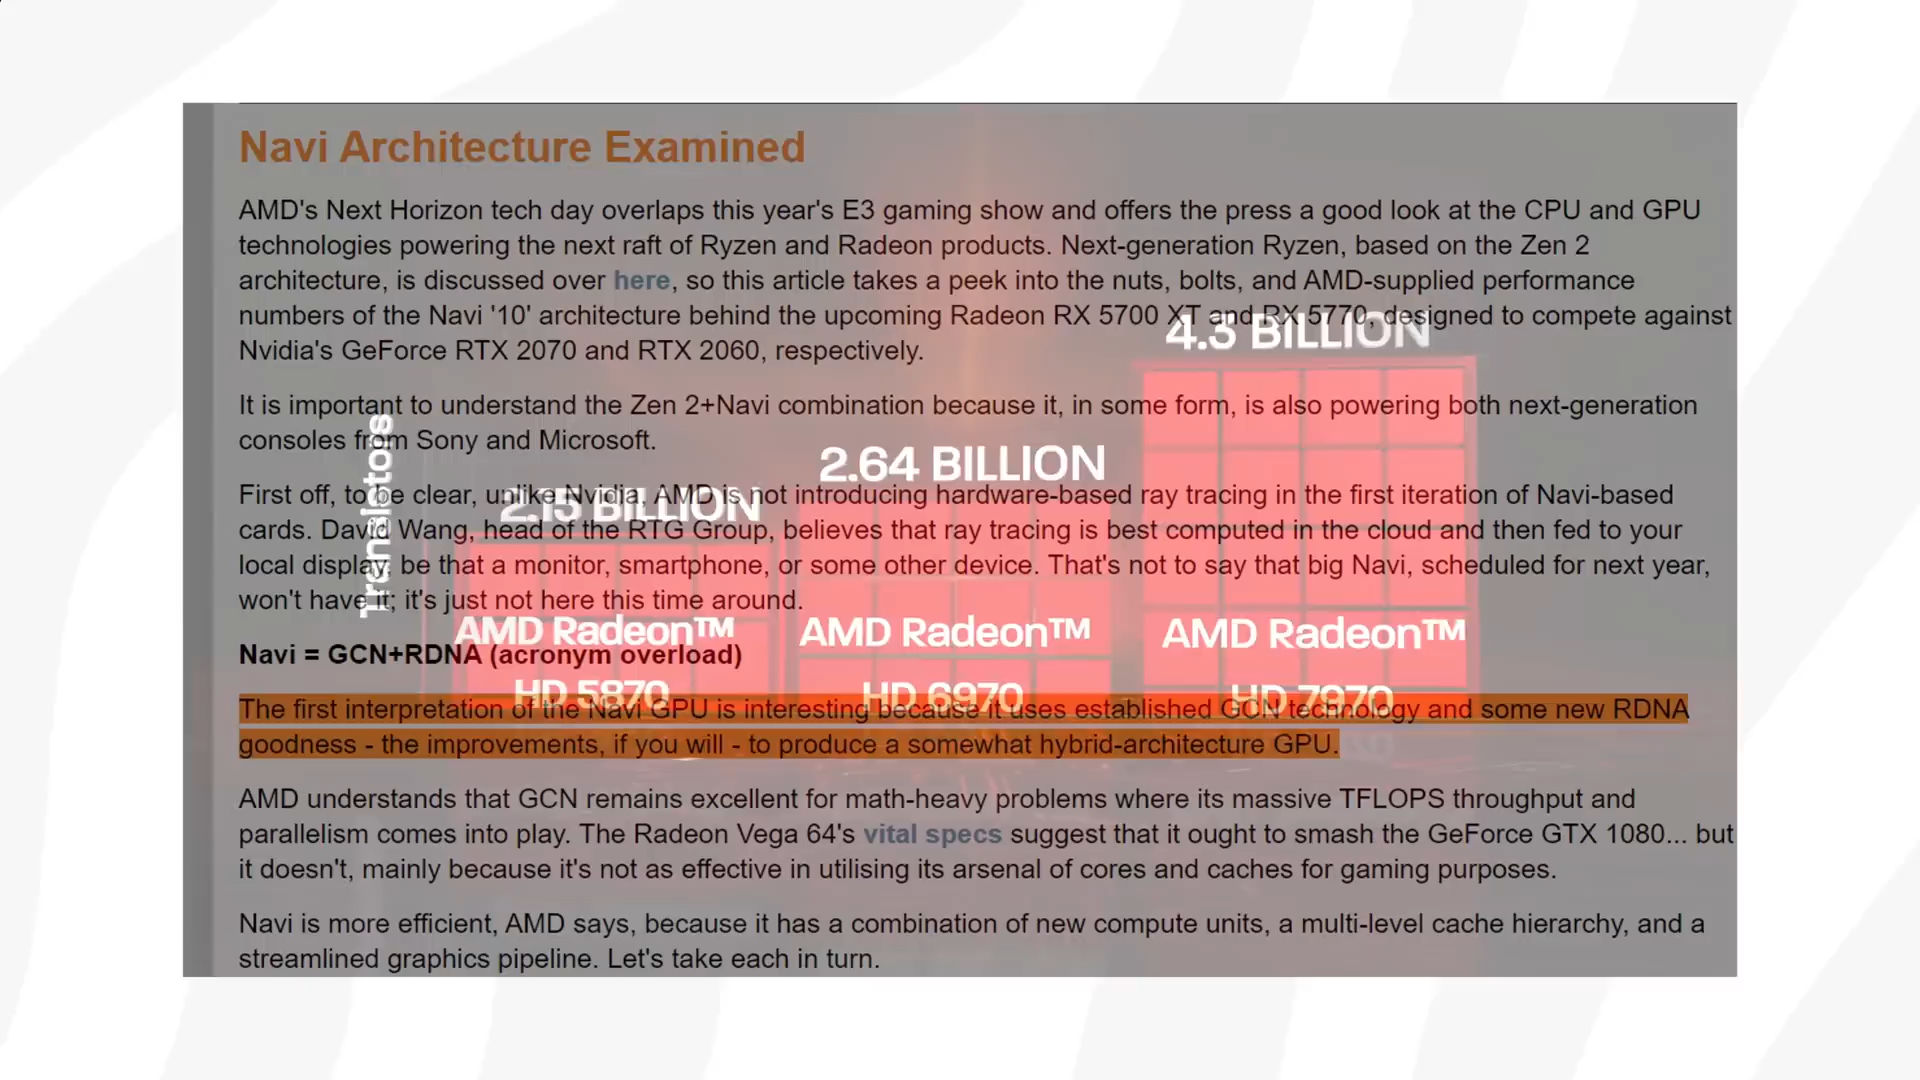 Navi Architecture Examined
AMD's Next Horizon tech day overlaps this year's E3 gaming show and offers the press a good look at the CPU and GPU
technologies powering the next raft of Ryzen and Radeon products. Next-generation Ryzen, based on the Zen 2
architecture, is discussed over here, so this article takes a peek into the nuts, bolts, and AMD-supplied performance
numbers of the Navi '10' architecture behind the upcoming Radeon RX 5700 XT and RX 5770, designed to compete against
Nvidia's GeForce RTX 2070 and RTX 2060, respectively.
It is important to understand the Zen 2+Navi combination because it, in some form, is also powering both next-generation
consoles from Sony and Microsoft.
First off, to be clear, unlike Nvidia, AMD is not introducing hardware-based ray tracing in the first iteration of Navi-based
cards. David Wang, head of the RTG Group, believes that ray tracing is best computed in the cloud and then fed to your
local display, be that a monitor, smartphone, or some other device. That's not to say that big Navi, scheduled for next year,
won't have it; it's just not here this time around.
Navi = GCN+RDNA (acronym overload)
The first interpretation of the Navi GPU is interesting because it uses established GCN technology and some new RDNA
goodness - the improvements, if you will - to produce a somewhat hybrid-architecture GPU.
AMD understands that GCN remains excellent for math-heavy problems where its massive TFLOPS throughput and
parallelism comes into play. The Radeon Vega 64's vital specs suggest that it ought to smash the GeForce GTX 1080... but
it doesn't, mainly because it's not as effective in utilising its arsenal of cores and caches for gaming purposes.
Navi is more efficient, AMD says, because it has a combination of new compute units, a multi-level cache hierarchy, and a
streamlined graphics pipeline. Let's take each in turn.
Tranistos
2.15 BILLION
AMD Radeon™
HD 5870
2.64 BILLION
AMD Radeon™
HD 6970
4.3 BILLION
AMD Radeon™
HD 7970